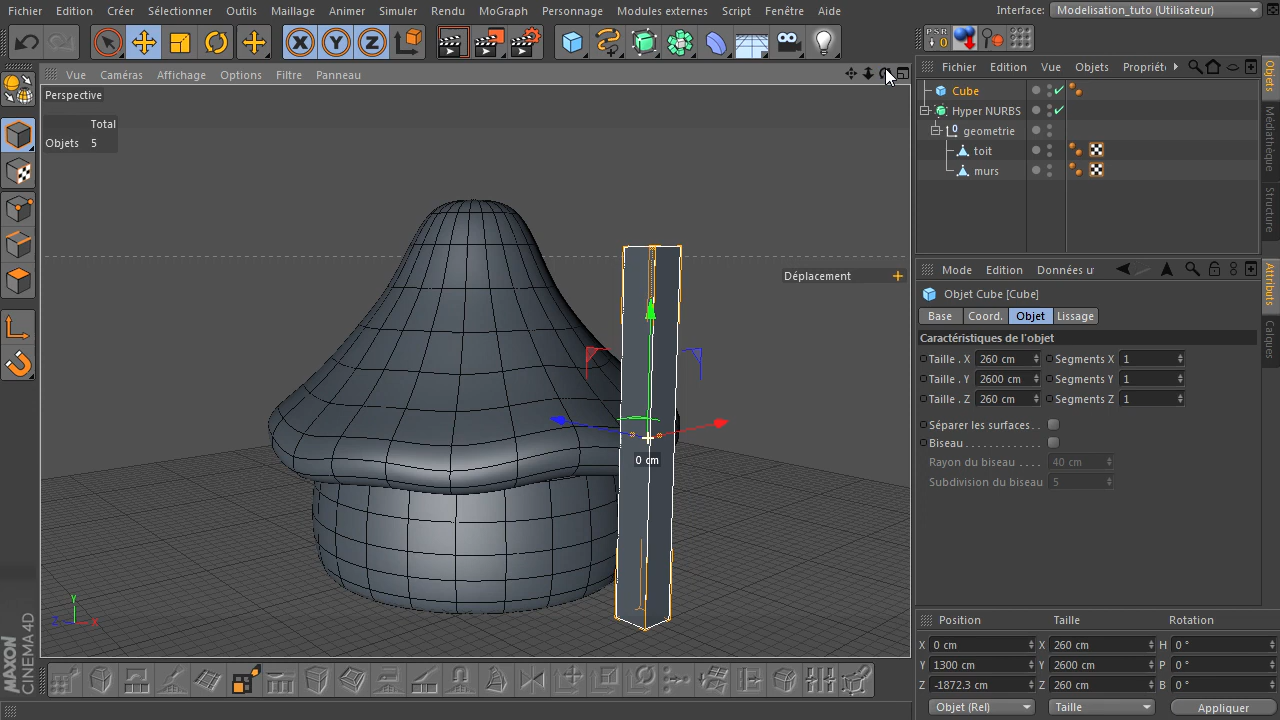 Fichier Edition Créer Sélectionner Outils Maillage Animer Simuler Rendu MoGraph Personnage Modules externes Script Fenêtre Aide Interface: Modelisation_tuto (Utilisateur)
X Y Z PSR 0
Vue Caméras Affichage Options Filtre Panneau
Fichier Edition Vue Objets Propriét
Perspective
Cube
Total
Hyper NURBS
Objets 5
geometrie
toit
murs
Objets
Médiathèque
Structure
Déplacement
Mode Edition Données u
Attributs
Calques
Objet Cube [Cube]
Base Coord. Objet Lissage
Caractéristiques de l'objet
Taille . X 260 cm Segments X 1
Taille . Y 2600 cm Segments Y 1
Taille . Z 260 cm Segments Z 1
Séparer les surfaces. .
Biseau . . . . . . . . . . . .
Rayon du biseau . . . . 40 cm
Subdivision du biseau 5
0 cm
Y
Z X
MAXON
CINEMA 4D
Position Taille Rotation
X 0 cm X 260 cm H 0 °
Y 1300 cm Y 2600 cm P 0 °
Z -1872.3 cm Z 260 cm B 0 °
Objet (Rel) Taille Appliquer